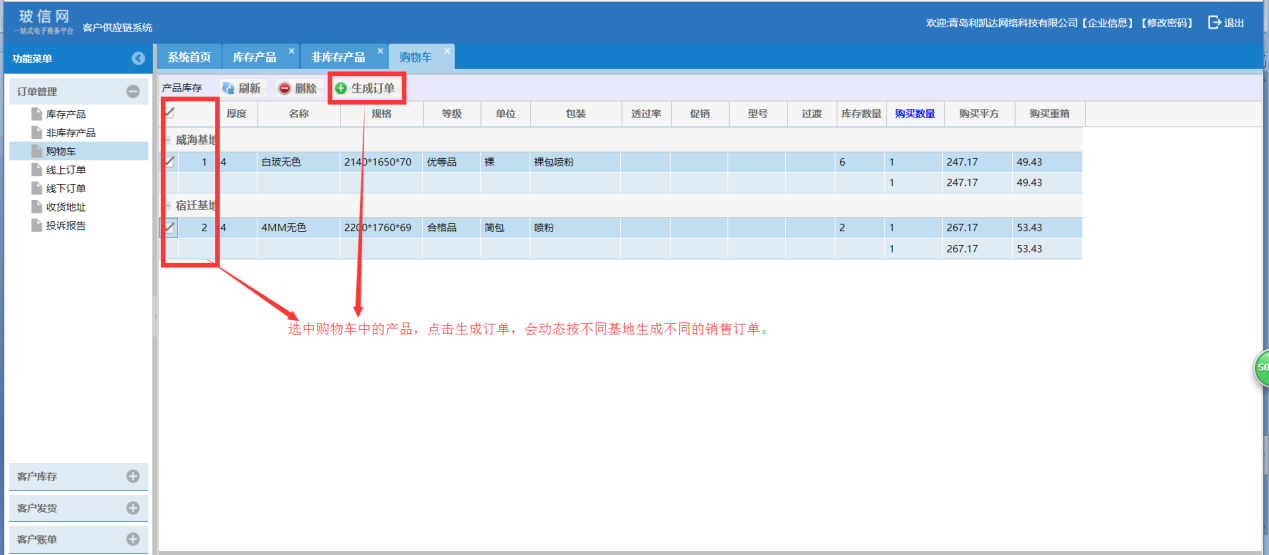 玻信网
一站式电子商务平台
客户供应链系统
欢迎:青岛利凯达网络科技有限公司【企业信息】【修改密码】 退出
功能菜单
系统首页 库存产品 × 非库存产品 × 购物车 ×
订单管理
库存产品
非库存产品
购物车
线上订单
线下订单
收货地址
投诉报告
客户库存
客户发货
客户账单
产品库存 刷新 删除 生成订单
厚度 名称 规格 等级 单位 包装 透过率 促销 型号 过渡 库存数量 购买数量 购买平方 购买重箱
威海基地
1 4 白玻无色 2140*1650*70 优等品 裸 裸包喷粉 6 1 247.17 49.43
1 247.17 49.43
宿迁基地
2 4 4MM无色 2200*1760*69 合格品 简包 喷粉 2 1 267.17 53.43
1 267.17 53.43
选中购物车中的产品，点击生成订单，会动态按不同基地生成不同的销售订单。